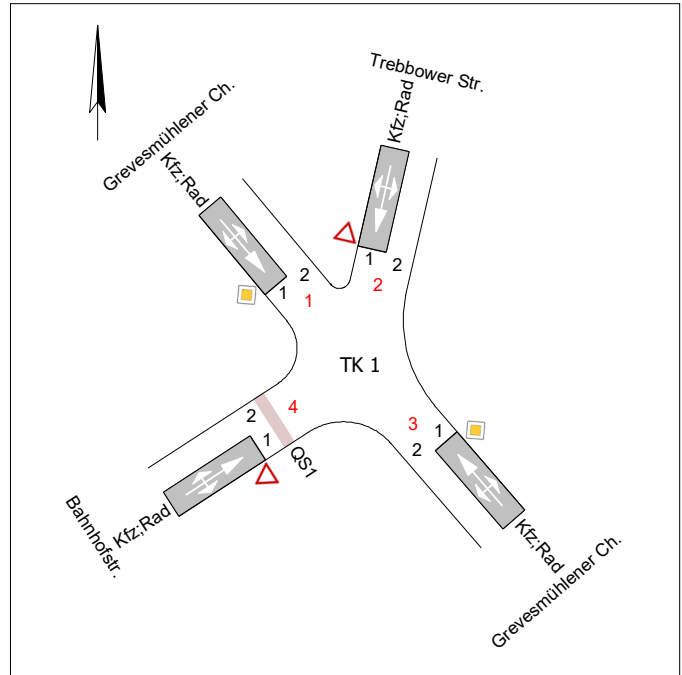 Trebbower Str.
Kfz;Rad
Grevesmühlener Ch.
Kfz;Rad
1 2
2
1 2
1
TK 1
4
2
1
QS1
3
1
2
Bahnhofstr.
Kfz;Rad
Kfz;Rad
Grevesmühlener Ch.